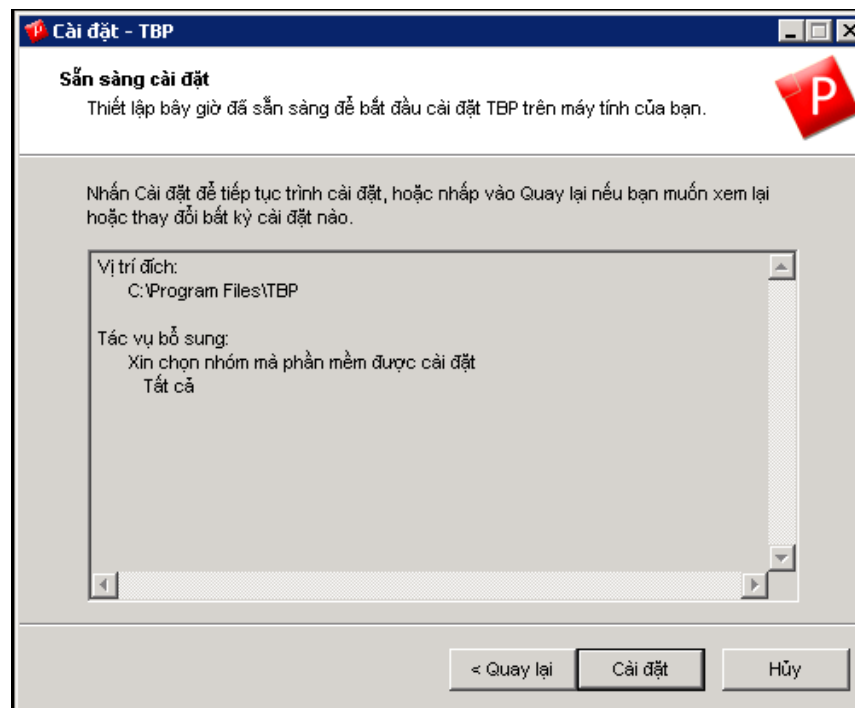 Cài đặt - TBP
Sẵn sàng cài đặt
Thiết lập bây giờ đã sẵn sàng để bắt đầu cài đặt TBP trên máy tính của bạn.
P
Nhấn Cài đặt để tiếp tục trình cài đặt, hoặc nhấp vào Quay lại nếu bạn muốn xem lại
hoặc thay đổi bất kỳ cài đặt nào.
Vị trí đích:
C:\Program Files\TBP
Tác vụ bổ sung:
Xin chọn nhóm mà phần mềm được cài đặt
Tất cả
< Quay lại
Cài đặt
Hủy